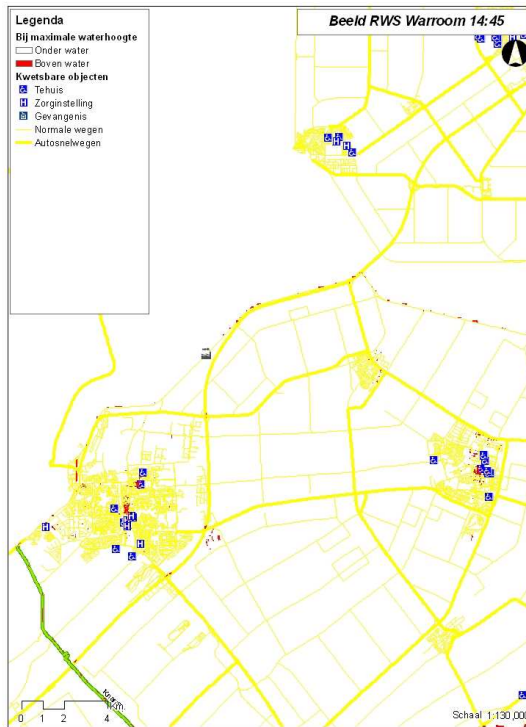 Legenda
Bij maximale waterhoogte
Onder water
Boven water
Kwetsbare objecten
Tehuis
Zorginstelling
Gevangenis
Normale wegen
Autosnelwegen
Beeld RWS Warroom 14:45
0 1 2 4
Schaal 1:130.000